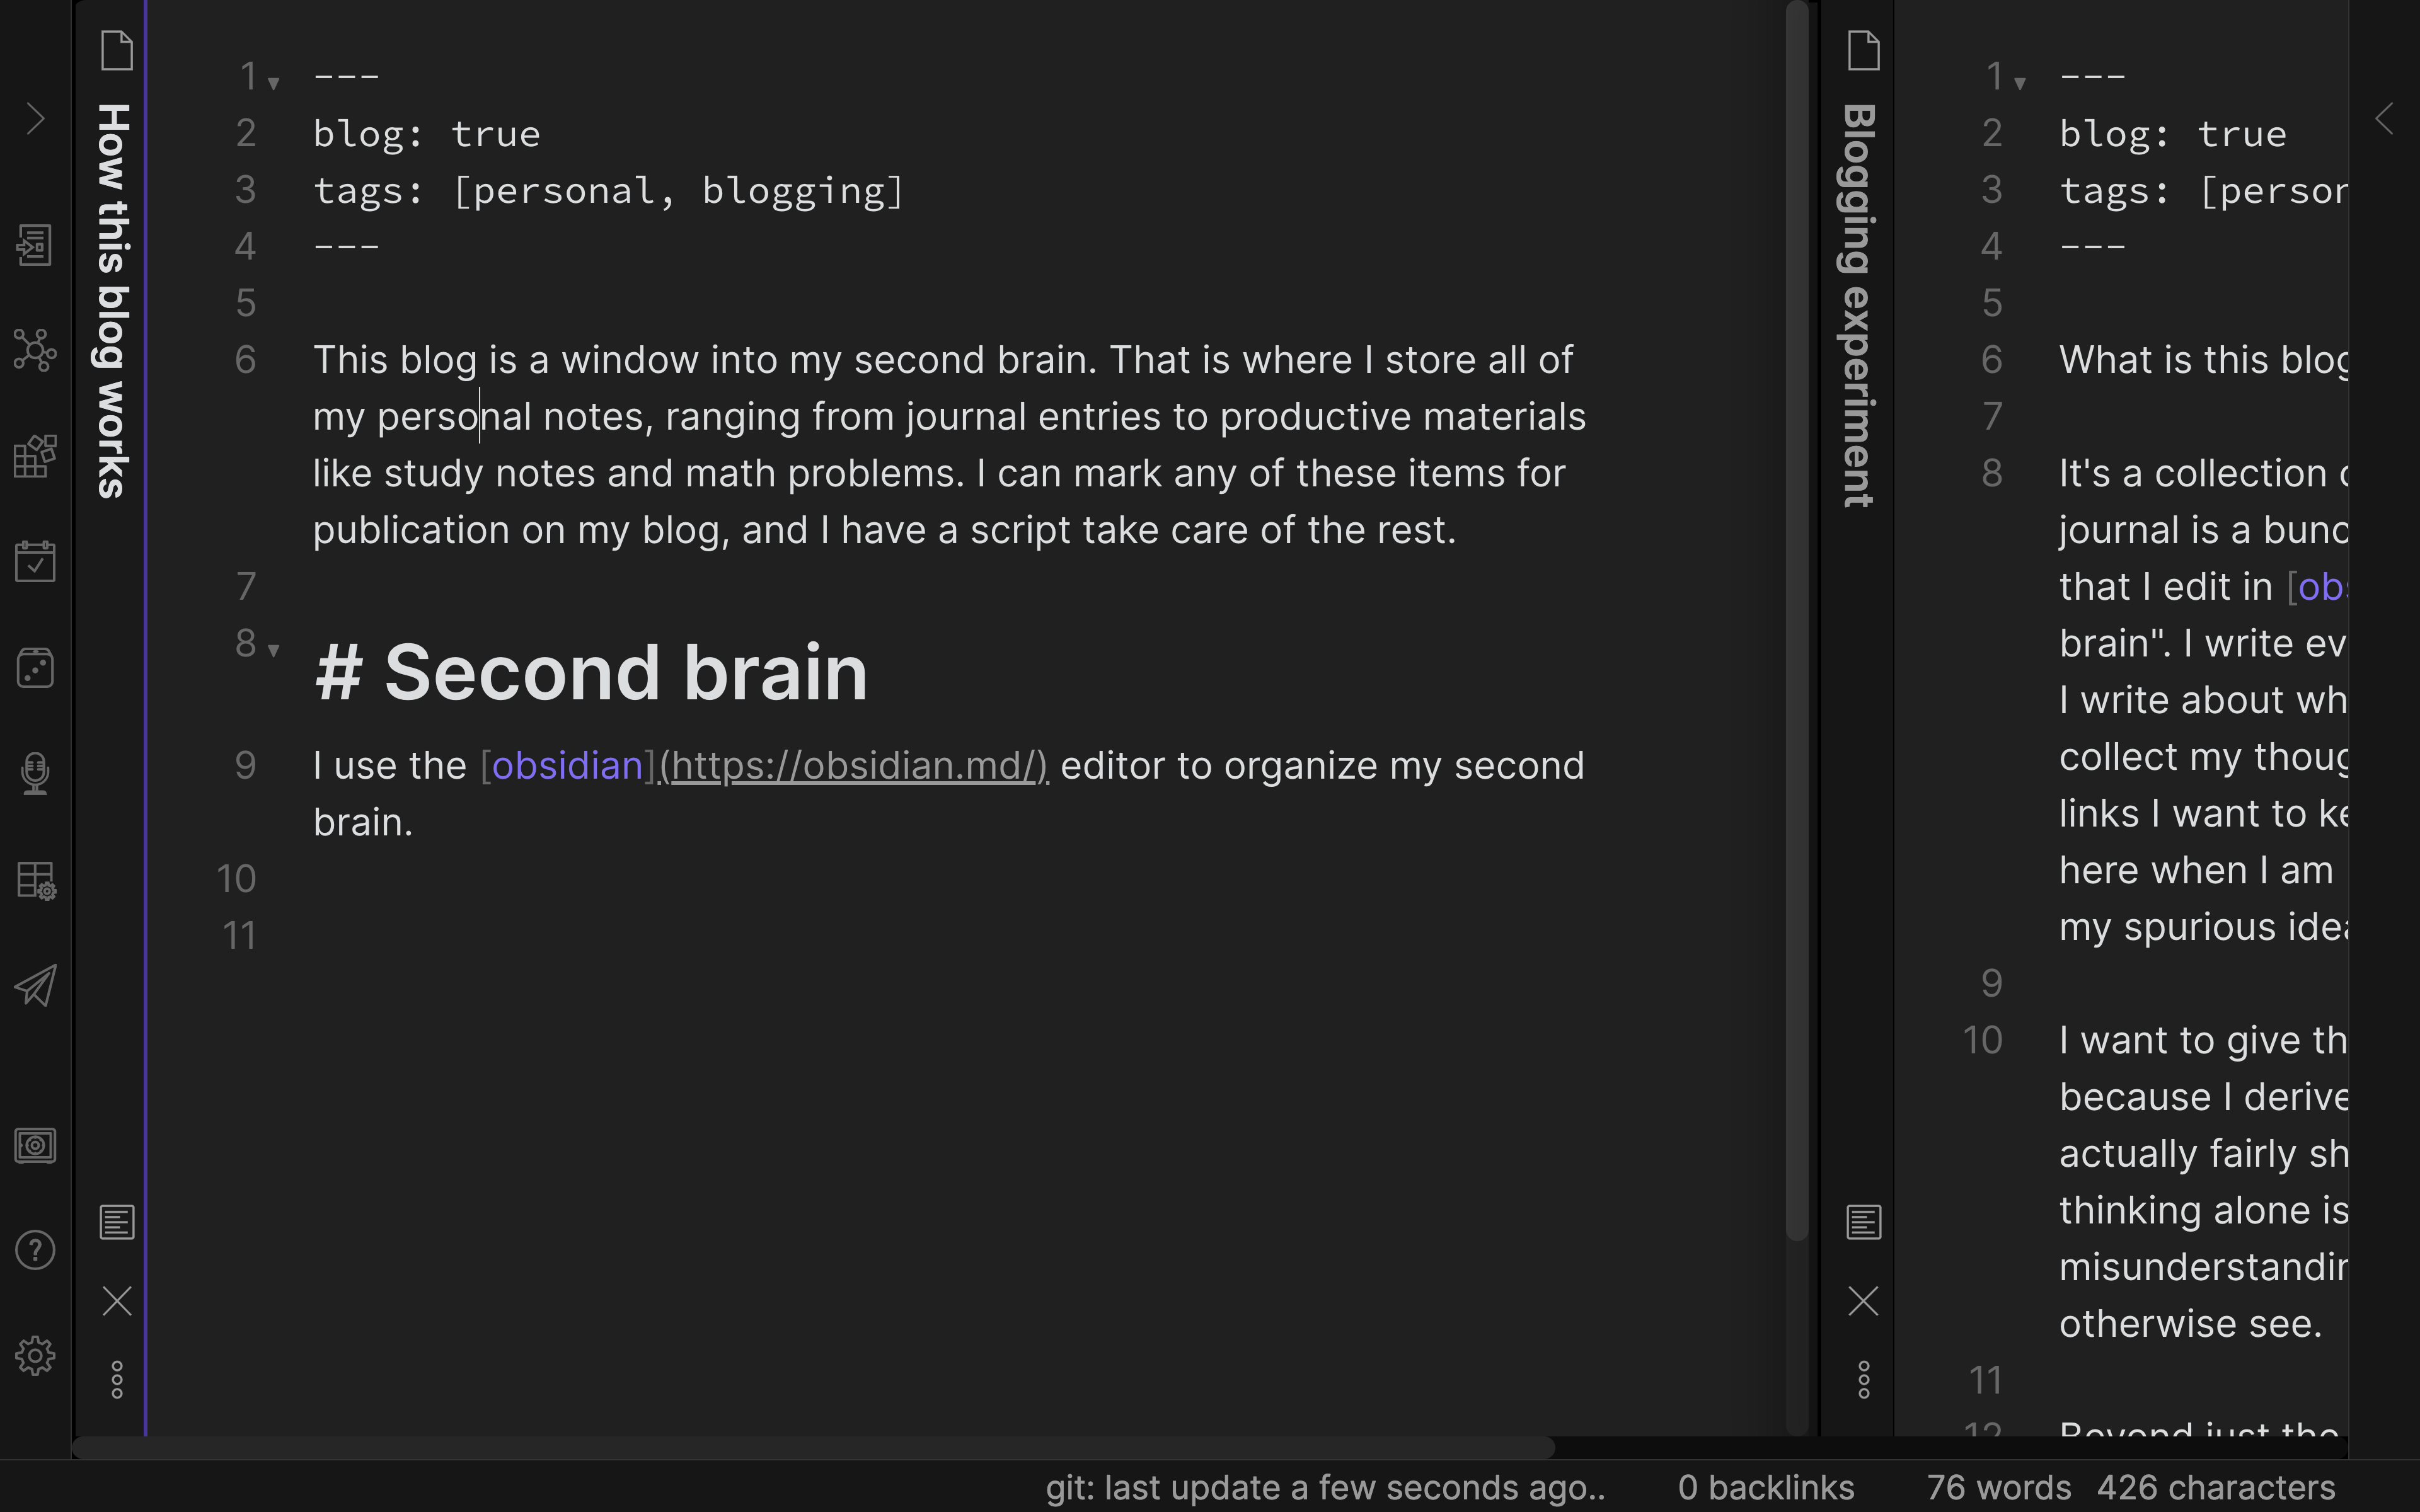 How this blog works
1
---
2
blog: true
3
tags: [personal, blogging]
4
---
5
6
This blog is a window into my second brain. That is where I store all of
my personal notes, ranging from journal entries to productive materials
like study notes and math problems. I can mark any of these items for
publication on my blog, and I have a script take care of the rest.
7
8
# Second brain
9
I use the [obsidian](https://obsidian.md/) editor to organize my second
brain.
10
11
Blogging experiment
1
---
2
blog: true
3
tags: [person
4
---
5
6
What is this blog
7
8
It's a collection
journal is a bunc
that I edit in [obs
brain". I write ev
I write about wh
collect my thoug
links I want to ke
here when I am
my spurious idea
9
10
I want to give th
because I derive
actually fairly sh
thinking alone is
misunderstandin
otherwise see.
11
12
Beyond just the
git: last update a few seconds ago..
0 backlinks
76 words
426 characters